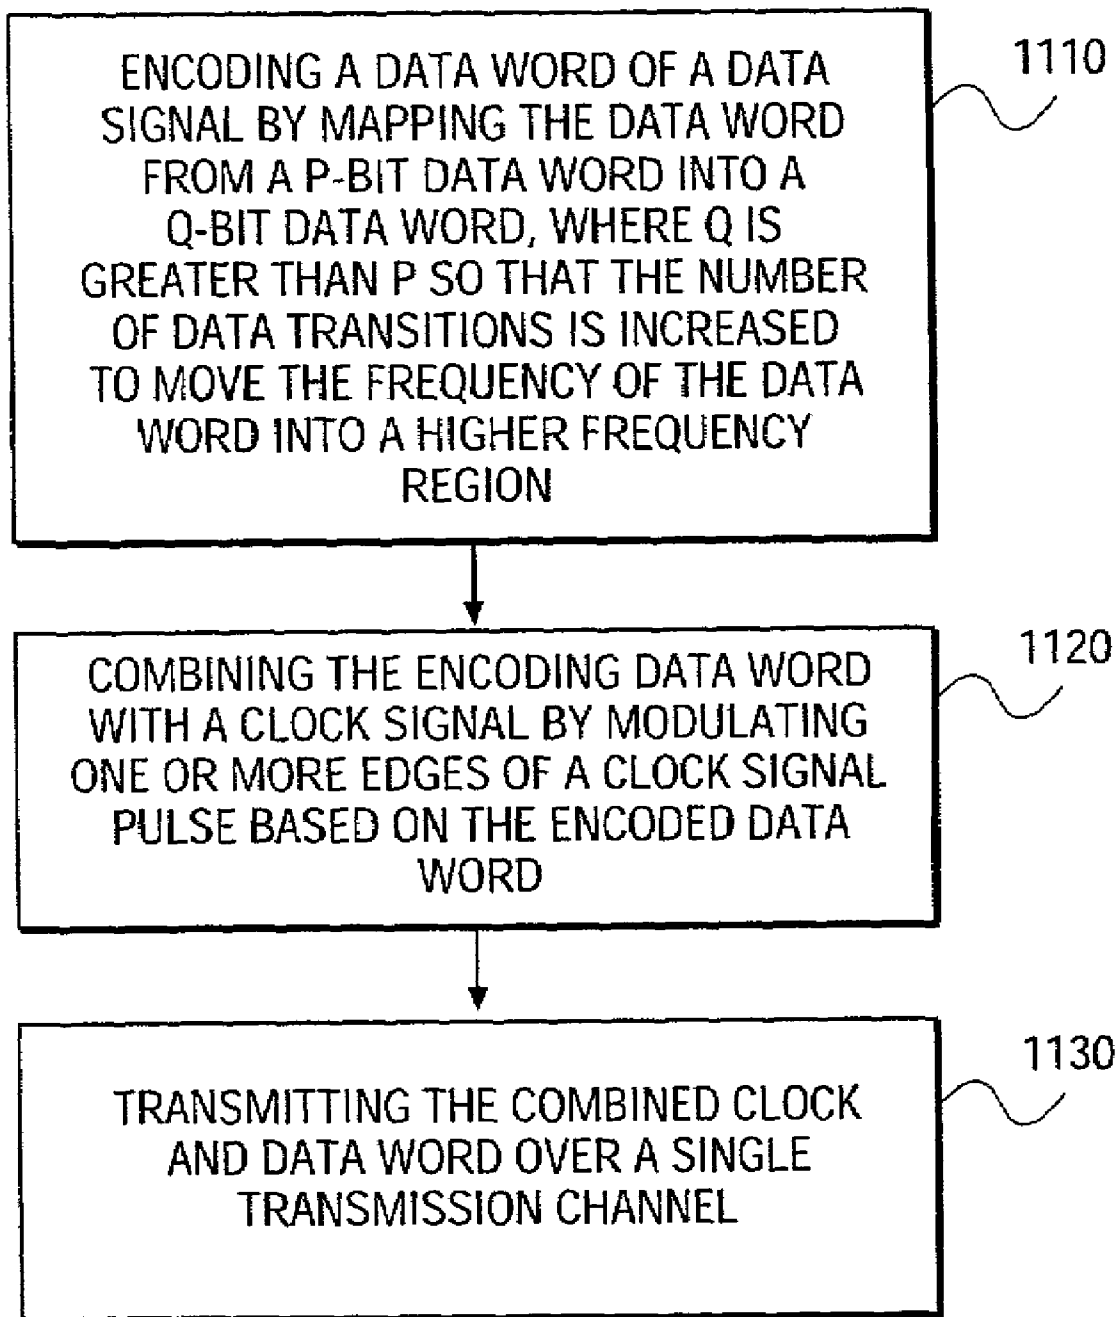 ENCODING A DATA WORD OF A DATA
SIGNAL BY MAPPING THE DATA WORD
FROM A P-BIT DATA WORD INTO A
Q-BIT DATA WORD, WHERE Q IS
GREATER THAN P SO THAT THE NUMBER
OF DATA TRANSITIONS IS INCREASED
TO MOVE THE FREQUENCY OF THE DATA
WORD INTO A HIGHER FREQUENCY
REGION
1110
COMBINING THE ENCODING DATA WORD
WITH A CLOCK SIGNAL BY MODULATING
ONE OR MORE EDGES OF A CLOCK SIGNAL
PULSE BASED ON THE ENCODED DATA
WORD
1120
TRANSMITTING THE COMBINED CLOCK
AND DATA WORD OVER A SINGLE
TRANSMISSION CHANNEL
1130